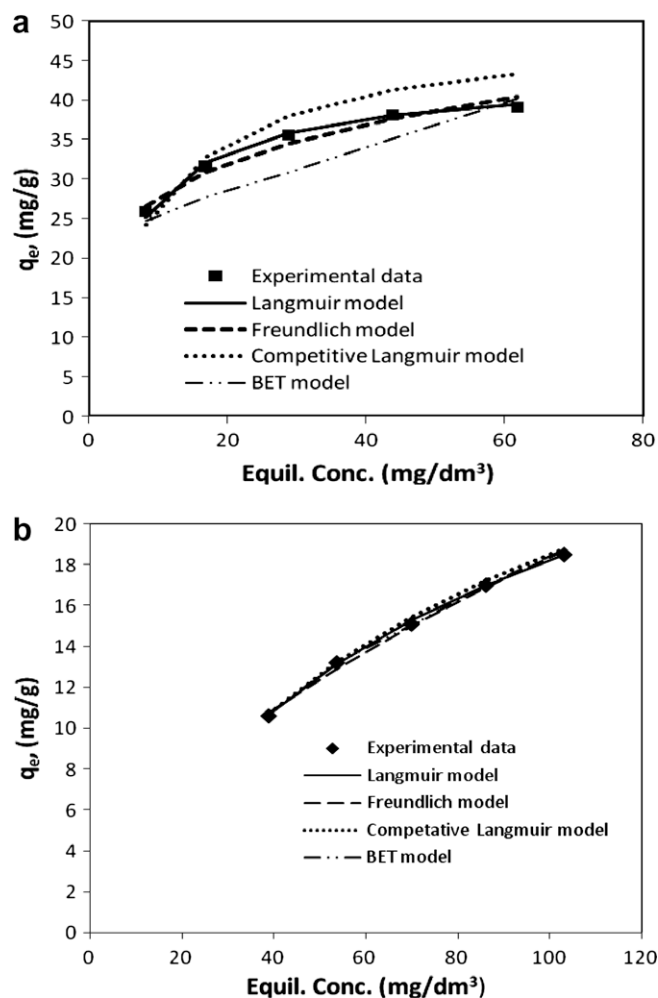 a
50
45
40
35
30
25
20
15
10
5
0
qe, (mg/g)
Experimental data
Langmuir model
Freundlich model
Competitive Langmuir model
BET model
0 20 40 60 80
Equil. Conc. (mg/dm³)
b
20
18
16
14
12
10
8
6
4
2
0
qe, (mg/g)
Experimental data
Langmuir model
Freundlich model
Competative Langmuir model
BET model
0 20 40 60 80 100 120
Equil. Conc. (mg/dm³)